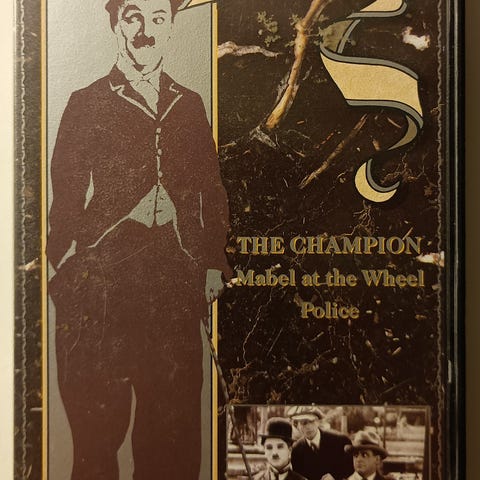 THE CHAMPION
Mabel at the Wheel
Police